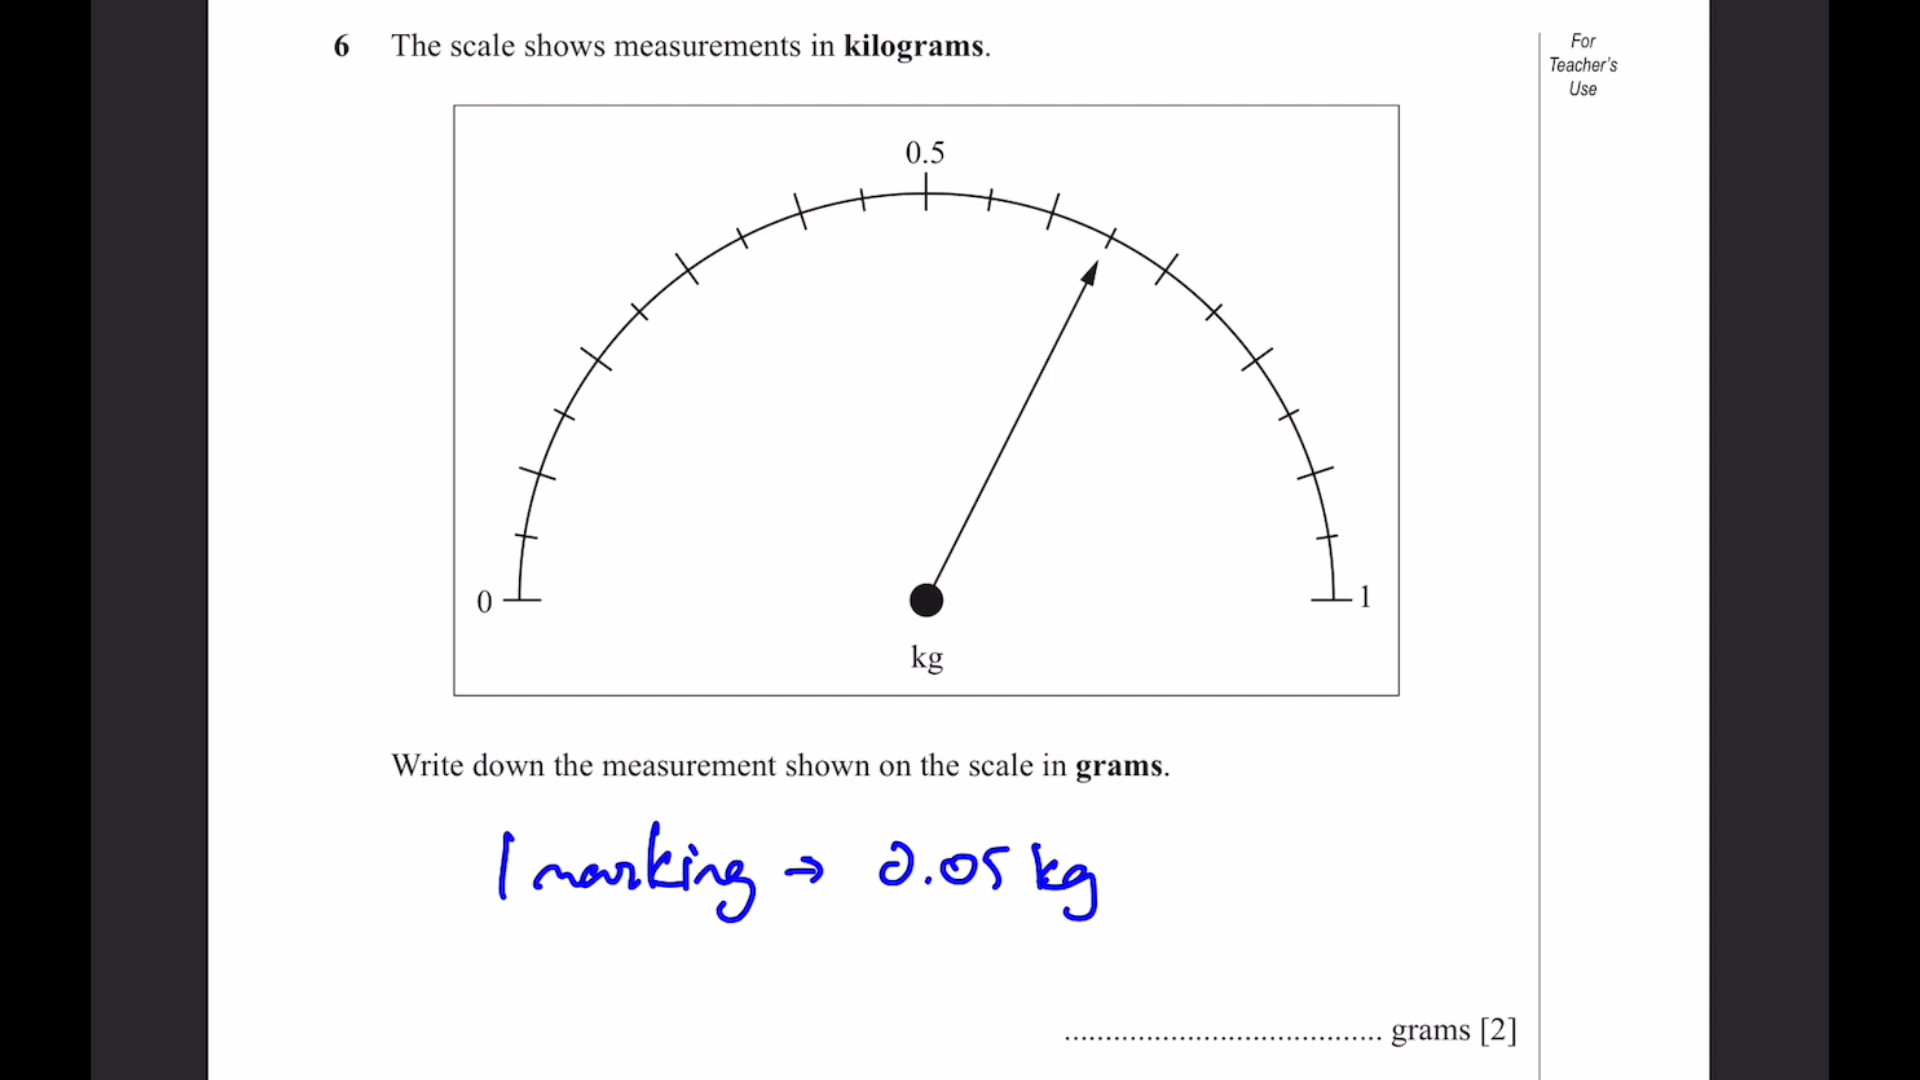 6 The scale shows measurements in kilograms.
For
Teacher's
Use
0.5
0
1
kg
Write down the measurement shown on the scale in grams.
1 marking → 0.05 kg
.................................... grams [2]